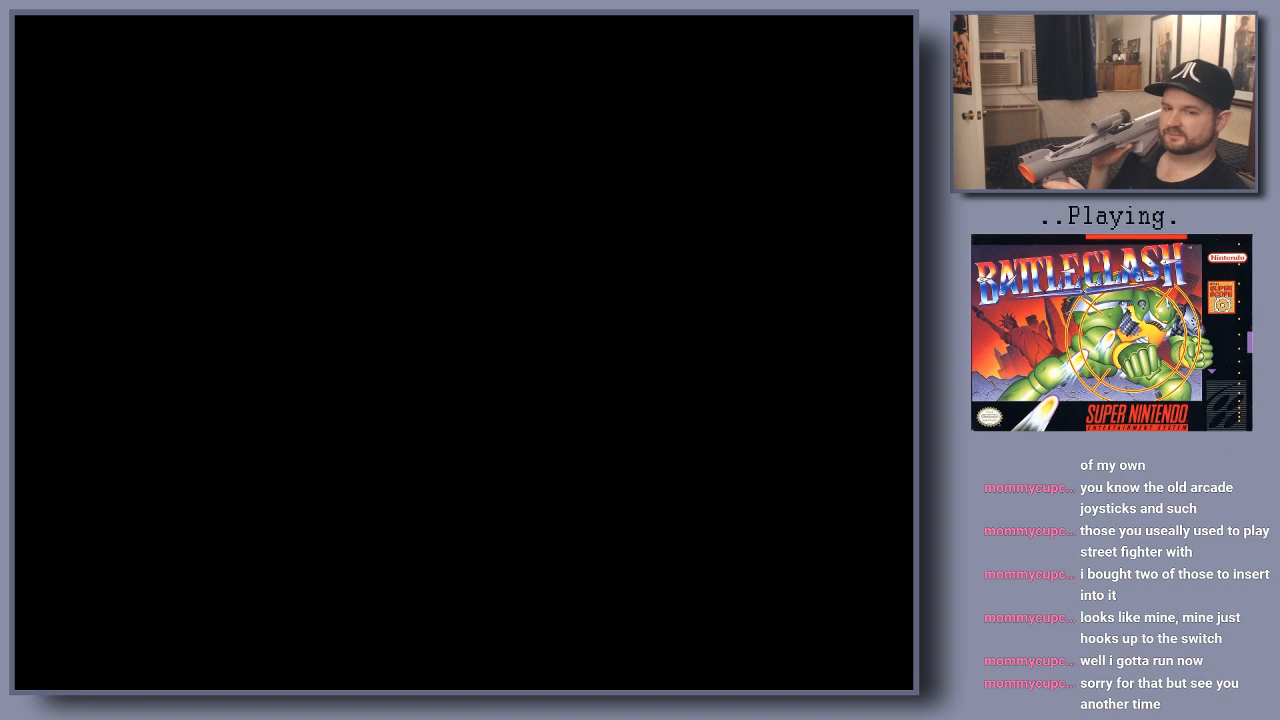 ..Playing.
BATTLECLASH
Nintendo
SUPER
SCOPE
SUPER NINTENDO
ENTERTAINMENT SYSTEM
of my own
mommycupc... you know the old arcade
joysticks and such
mommycupc... those you useally used to play
street fighter with
mommycupc... i bought two of those to insert
into it
mommycupc... looks like mine, mine just
hooks up to the switch
mommycupc... well i gotta run now
mommycupc... sorry for that but see you
another time